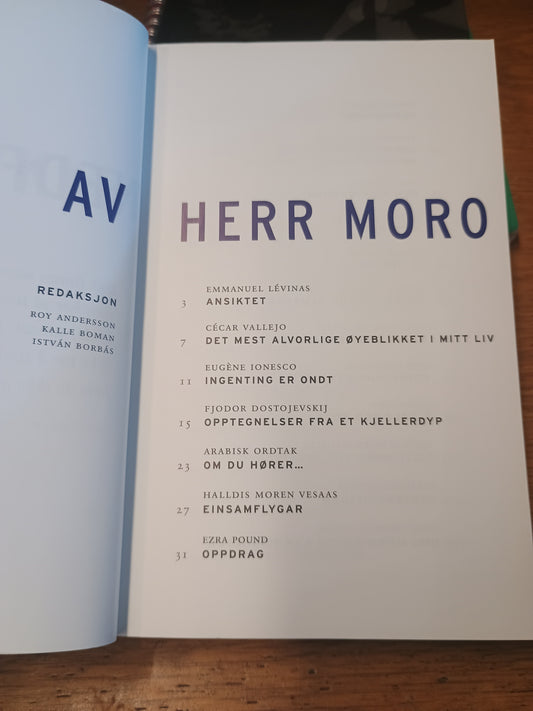 AV
REDAKSJON
ROY ANDERSSON
KALLE BOMAN
ISTVÁN BORBÁS
HERR MORO
EMMANUEL LÉVINAS
3 ANSIKTET
CÉCAR VALLEJO
7 DET MEST ALVORLIGE ØYEBLIKKET I MITT LIV
EUGÈNE IONESCO
11 INGENTING ER ONDT
FJODOR DOSTOJEVSKIJ
15 OPPTEGNELSER FRA ET KJELLERDYP
ARABISK ORDTAK
23 OM DU HØRER...
HALLDIS MOREN VESAAS
27 EINSAMFLYGAR
EZRA POUND
31 OPPDRAG